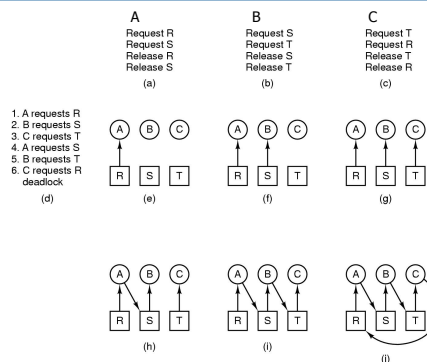 A B C
Request R Request S Request T
Request S Request T Request R
Release R Release S Release T
Release S Release T Release R
(a) (b) (c)
1. A requests R
2. B requests S
3. C requests T
4. A requests S
5. B requests T
6. C requests R
deadlock
(d)
A B C A B C A B C
R S T R S T R S T
(e) (f) (g)
A B C A B C A B C
R S T R S T R S T
(h) (i) (j)